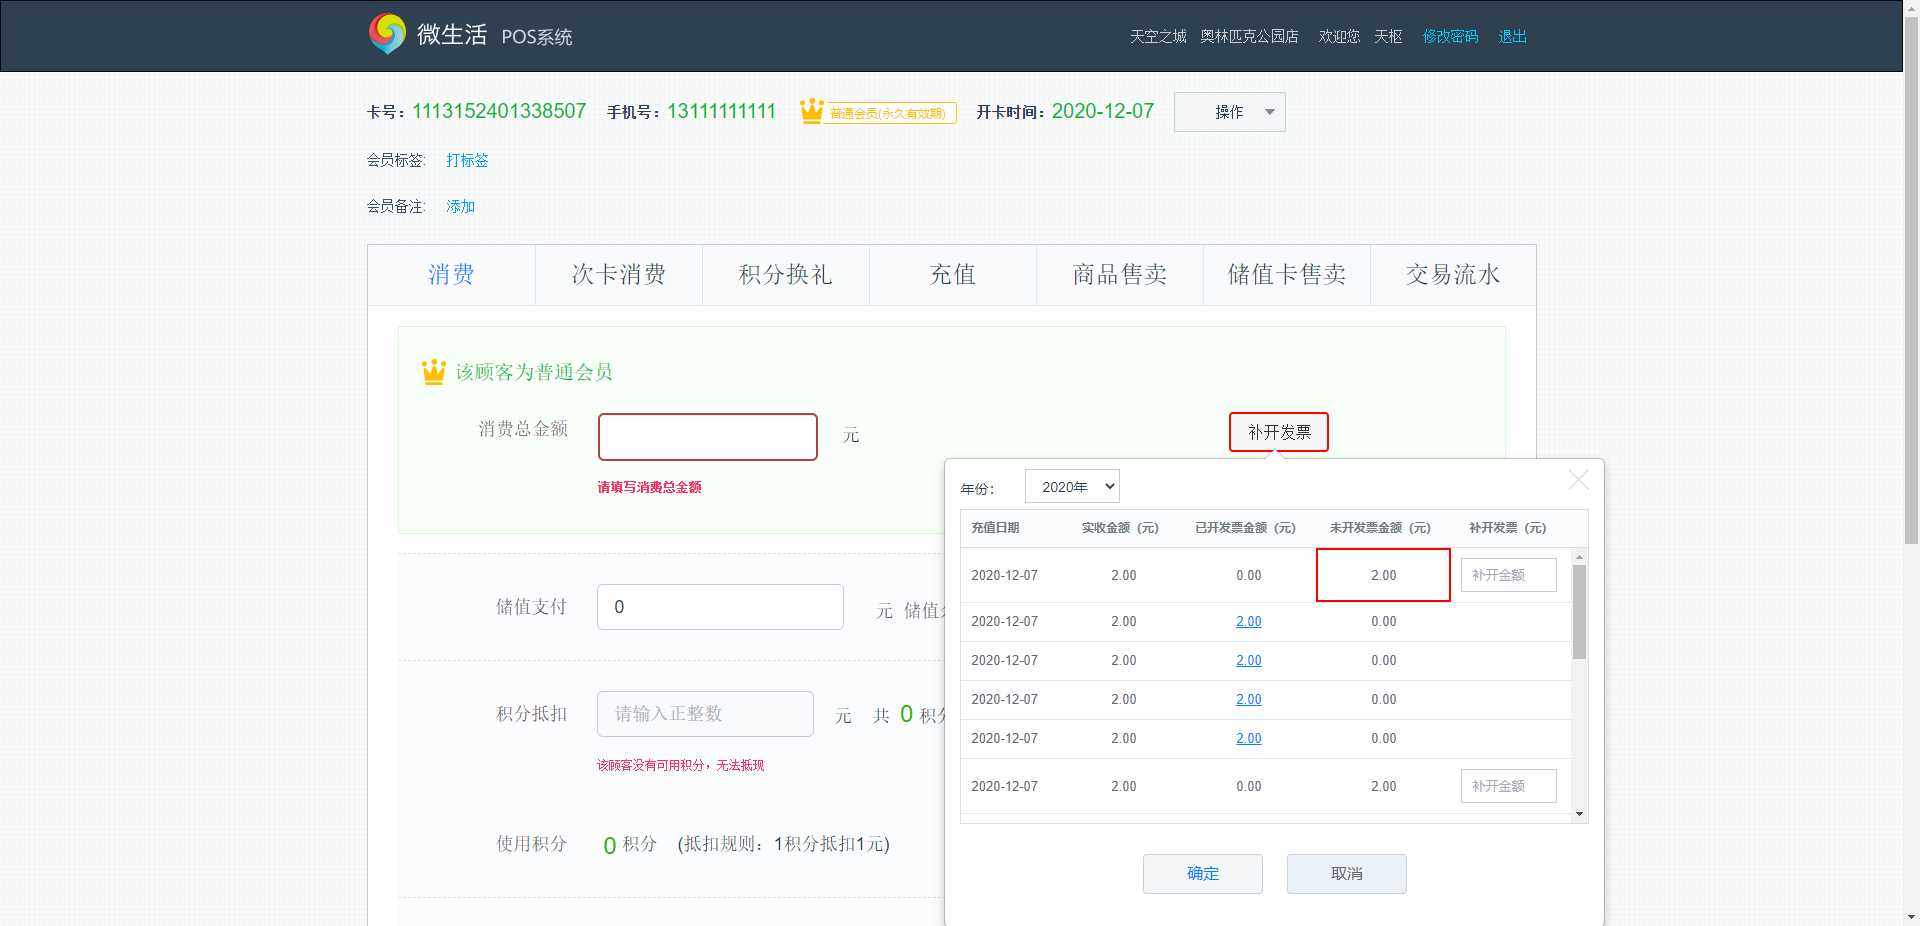 微生活 POS系统 天空之城 奥林匹克公园店 欢迎您 天枢 修改密码 退出
卡号：1113152401338507 手机号：13111111111 普通会员(永久有效期) 开卡时间：2020-12-07 操作
会员标签: 打标签
会员备注: 添加
消费 次卡消费 积分换礼 充值 商品售卖 储值卡售卖 交易流水
该顾客为普通会员
消费总金额 元 补开发票
请填写消费总金额
年份： 2020年
充值日期 实收金额（元） 已开发票金额（元） 未开发票金额（元） 补开发票（元）
2020-12-07 2.00 0.00 2.00 补开金额
2020-12-07 2.00 2.00 0.00
2020-12-07 2.00 2.00 0.00
2020-12-07 2.00 2.00 0.00
2020-12-07 2.00 2.00 0.00
2020-12-07 2.00 0.00 2.00 补开金额
确定 取消
储值支付 0 元 储值
积分抵扣 请输入正整数 元 共 0 积
该顾客没有可用积分，无法抵现
使用积分 0 积分 (抵扣规则：1积分抵扣1元)